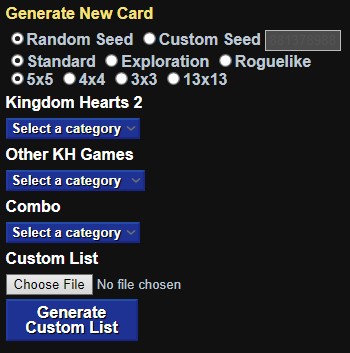 Generate New Card
Random Seed Custom Seed
Standard Exploration Roguelike
5x5 4x4 3x3 13x13
Kingdom Hearts 2
Select a category
Other KH Games
Select a category
Combo
Select a category
Custom List
Choose File No file chosen
Generate
Custom List